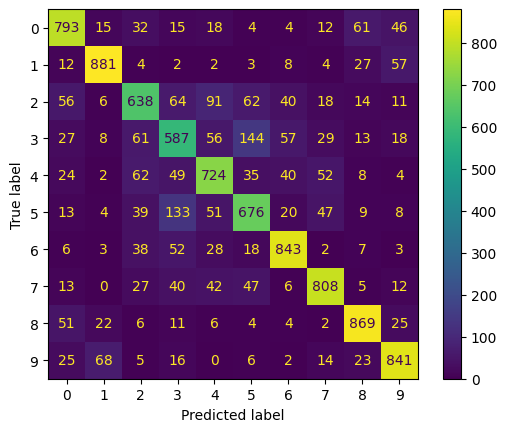 0 793 15 32 15 18 4 4 12 61 46
1 12 881 4 2 2 3 8 4 27 57
2 56 6 638 64 91 62 40 18 14 11
3 27 8 61 587 56 144 57 29 13 18
4 24 2 62 49 724 35 40 52 8 4
5 13 4 39 133 51 676 20 47 9 8
6 6 3 38 52 28 18 843 2 7 3
7 13 0 27 40 42 47 6 808 5 12
8 51 22 6 11 6 4 4 2 869 25
9 25 68 5 16 0 6 2 14 23 841
0 1 2 3 4 5 6 7 8 9
True label
Predicted label
800
700
600
500
400
300
200
100
0